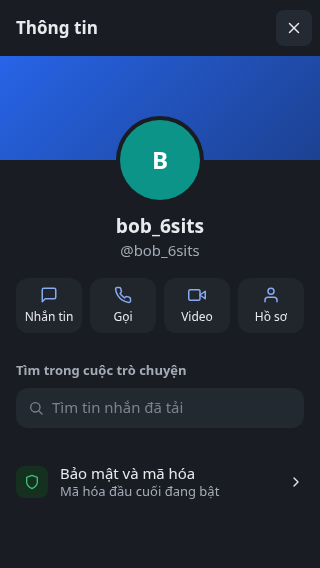 Thông tin
B
bob_6sits
@bob_6sits
Nhắn tin
Gọi
Video
Hồ sơ
Tìm trong cuộc trò chuyện
Tìm tin nhắn đã tải
Bảo mật và mã hóa
Mã hóa đầu cuối đang bật